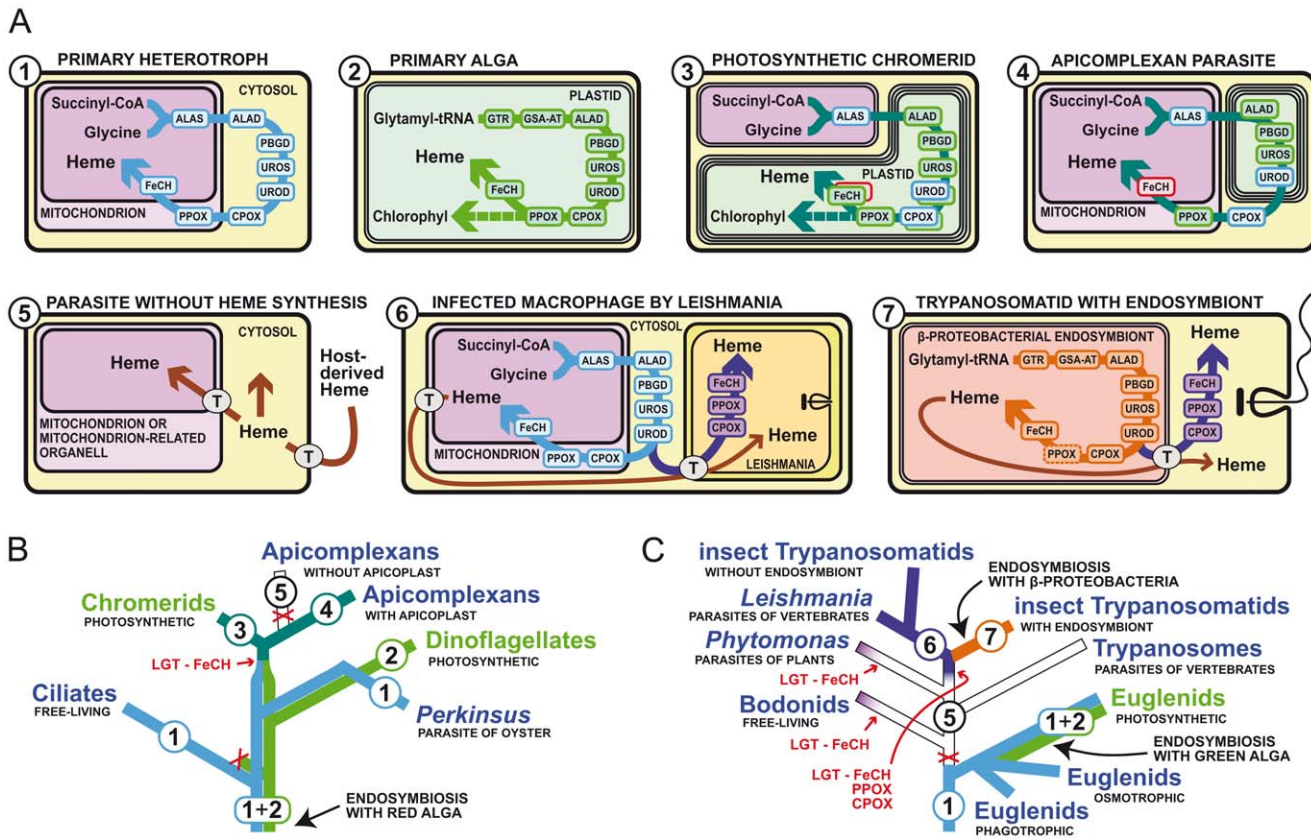 A
1 PRIMARY HETEROTROPH
CYTOSOL
Succinyl-CoA
Glycine
ALAS
ALAD
PBGD
UROS
UROD
CPOX
PPOX
FeCH
Heme
MITOCHONDRION
2 PRIMARY ALGA
PLASTID
Glytamyl-tRNA
GTR
GSA-AT
ALAD
PBGD
UROS
UROD
CPOX
PPOX
FeCH
Heme
Chlorophyl
3 PHOTOSYNTHETIC CHROMERID
Succinyl-CoA
Glycine
ALAS
ALAD
PBGD
UROS
UROD
CPOX
PPOX
FeCH
Heme
PLASTID
Chlorophyl
4 APICOMPLEXAN PARASITE
Succinyl-CoA
Glycine
ALAS
ALAD
PBGD
UROS
UROD
CPOX
PPOX
FeCH
Heme
MITOCHONDRION
5 PARASITE WITHOUT HEME SYNTHESIS
CYTOSOL
Heme
T
Heme
T
Host-
derived
Heme
MITOCHONDRION OR
MITOCHONDRION-RELATED
ORGANELL
6 INFECTED MACROPHAGE BY LEISHMANIA
CYTOSOL
Succinyl-CoA
Glycine
ALAS
ALAD
PBGD
UROS
UROD
CPOX
PPOX
FeCH
Heme
T
MITOCHONDRION
Heme
FeCH
PPOX
CPOX
T
Heme
LEISHMANIA
7 TRYPANOSOMATID WITH ENDOSYMBIONT
β-PROTEOBACTERIAL ENDOSYMBIONT
Glytamyl-tRNA
GTR
GSA-AT
ALAD
PBGD
UROS
UROD
CPOX
PPOX
FeCH
Heme
Heme
FeCH
PPOX
CPOX
T
Heme
B
Apicomplexans
WITHOUT APICOPLAST
5
Chromerids
PHOTOSYNTHETIC
3
4
Apicomplexans
WITH APICOPLAST
LGT - FeCH
Dinoflagellates
PHOTOSYNTHETIC
2
Ciliates
FREE-LIVING
1
1
Perkinsus
PARASITE OF OYSTER
1+2
ENDOSYMBIOSIS
WITH RED ALGA
C
insect Trypanosomatids
WITHOUT ENDOSYMBIONT
ENDOSYMBIOSIS
WITH β-PROTEOBACTERIA
Leishmania
PARASITES OF VERTEBRATES
6
7
insect Trypanosomatids
WITH ENDOSYMBIONT
Phytomonas
PARASITES OF PLANTS
LGT - FeCH
Trypanosomes
PARASITES OF VERTEBRATES
Bodonids
FREE-LIVING
5
LGT - FeCH
Euglenids
PHOTOSYNTHETIC
1+2
ENDOSYMBIOSIS
WITH GREEN ALGA
LGT - FeCH
PPOX
CPOX
Euglenids
OSMOTROPHIC
1
Euglenids
PHAGOTROPHIC